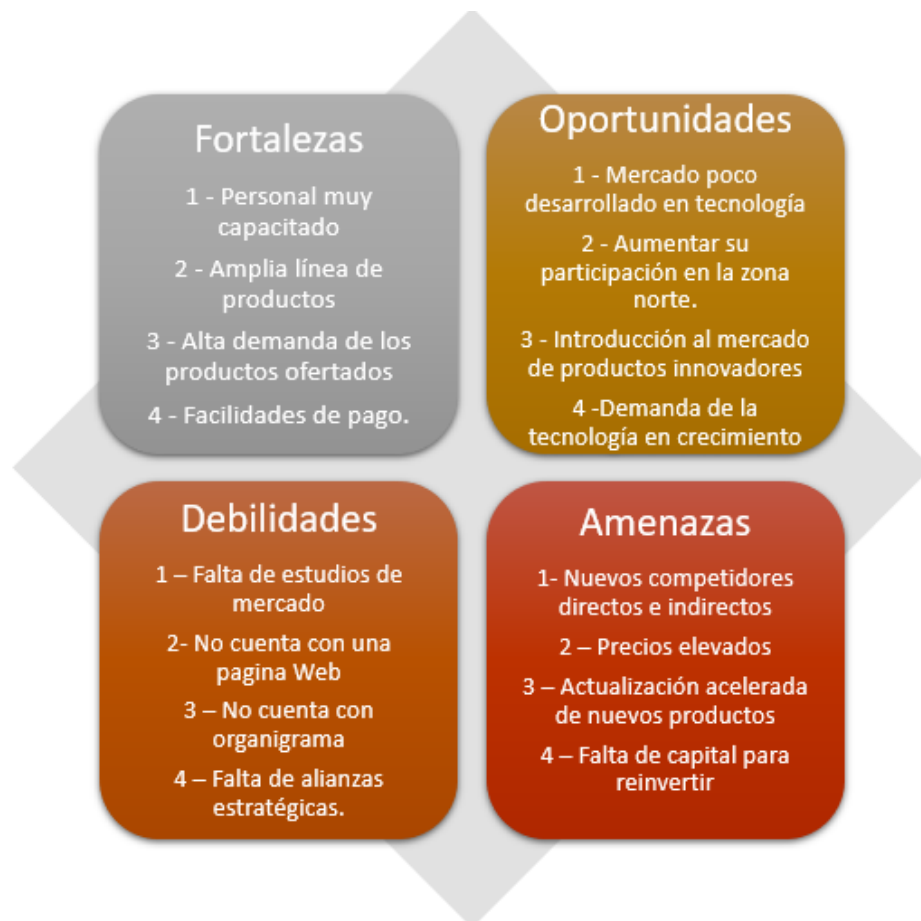 Fortalezas
1 - Personal muy
capacitado
2 - Amplia línea de
productos
3 - Alta demanda de los
productos ofertados
4 - Facilidades de pago.
Oportunidades
1 - Mercado poco
desarrollado en tecnología
2 - Aumentar su
participación en la zona
norte.
3 - Introducción al mercado
de productos innovadores
4 -Demanda de la
tecnología en crecimiento
Debilidades
1 – Falta de estudios de
mercado
2- No cuenta con una
pagina Web
3 – No cuenta con
organigrama
4 – Falta de alianzas
estratégicas.
Amenazas
1- Nuevos competidores
directos e indirectos
2 – Precios elevados
3 – Actualización acelerada
de nuevos productos
4 – Falta de capital para
reinvertir